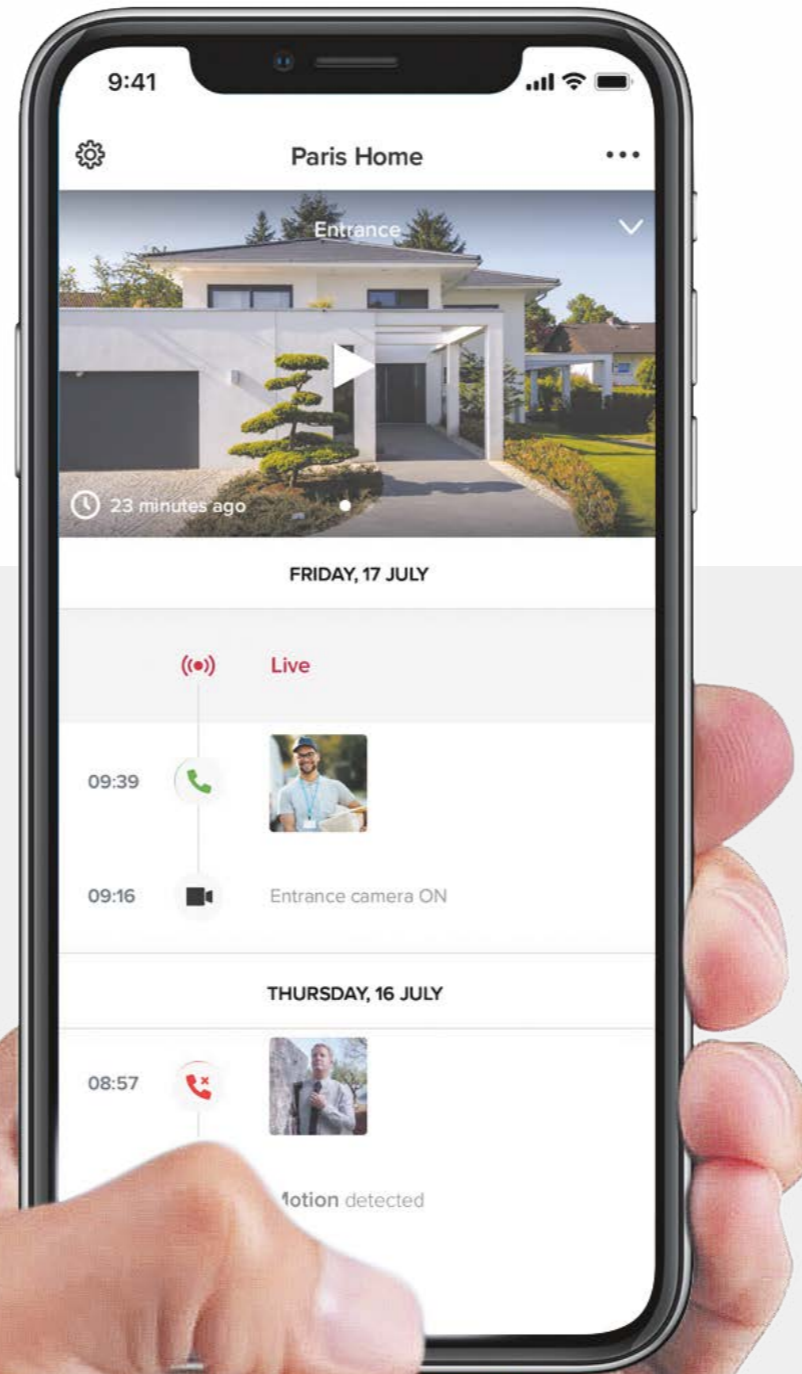 9:41
Paris Home
Entrance
23 minutes ago
FRIDAY, 17 JULY
Live
09:39
09:16 Entrance camera ON
THURSDAY, 16 JULY
08:57
detected